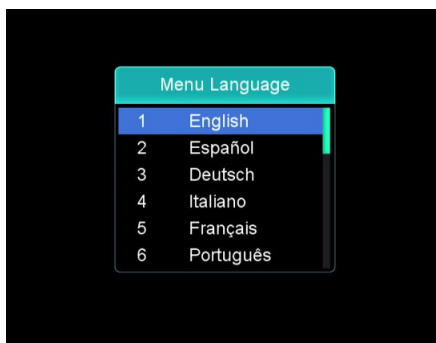 Menu Language
1 English
2 Español
3 Deutsch
4 Italiano
5 Français
6 Português